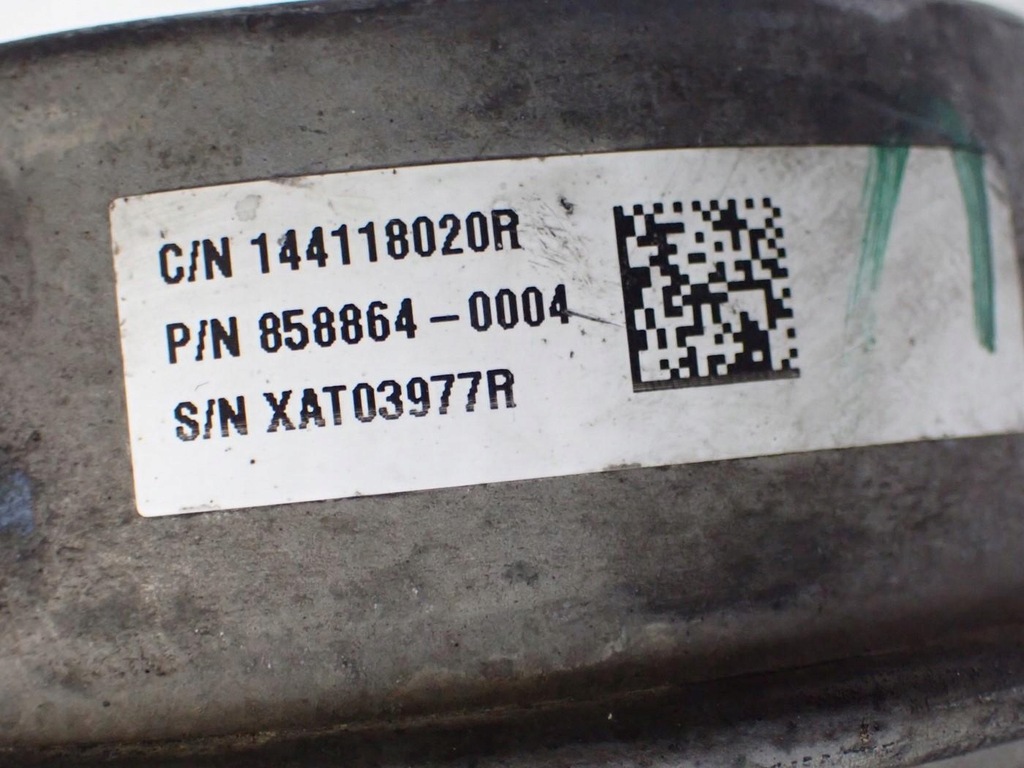 C/N 144118020R
P/N 858864-0004
S/N XAT03977R